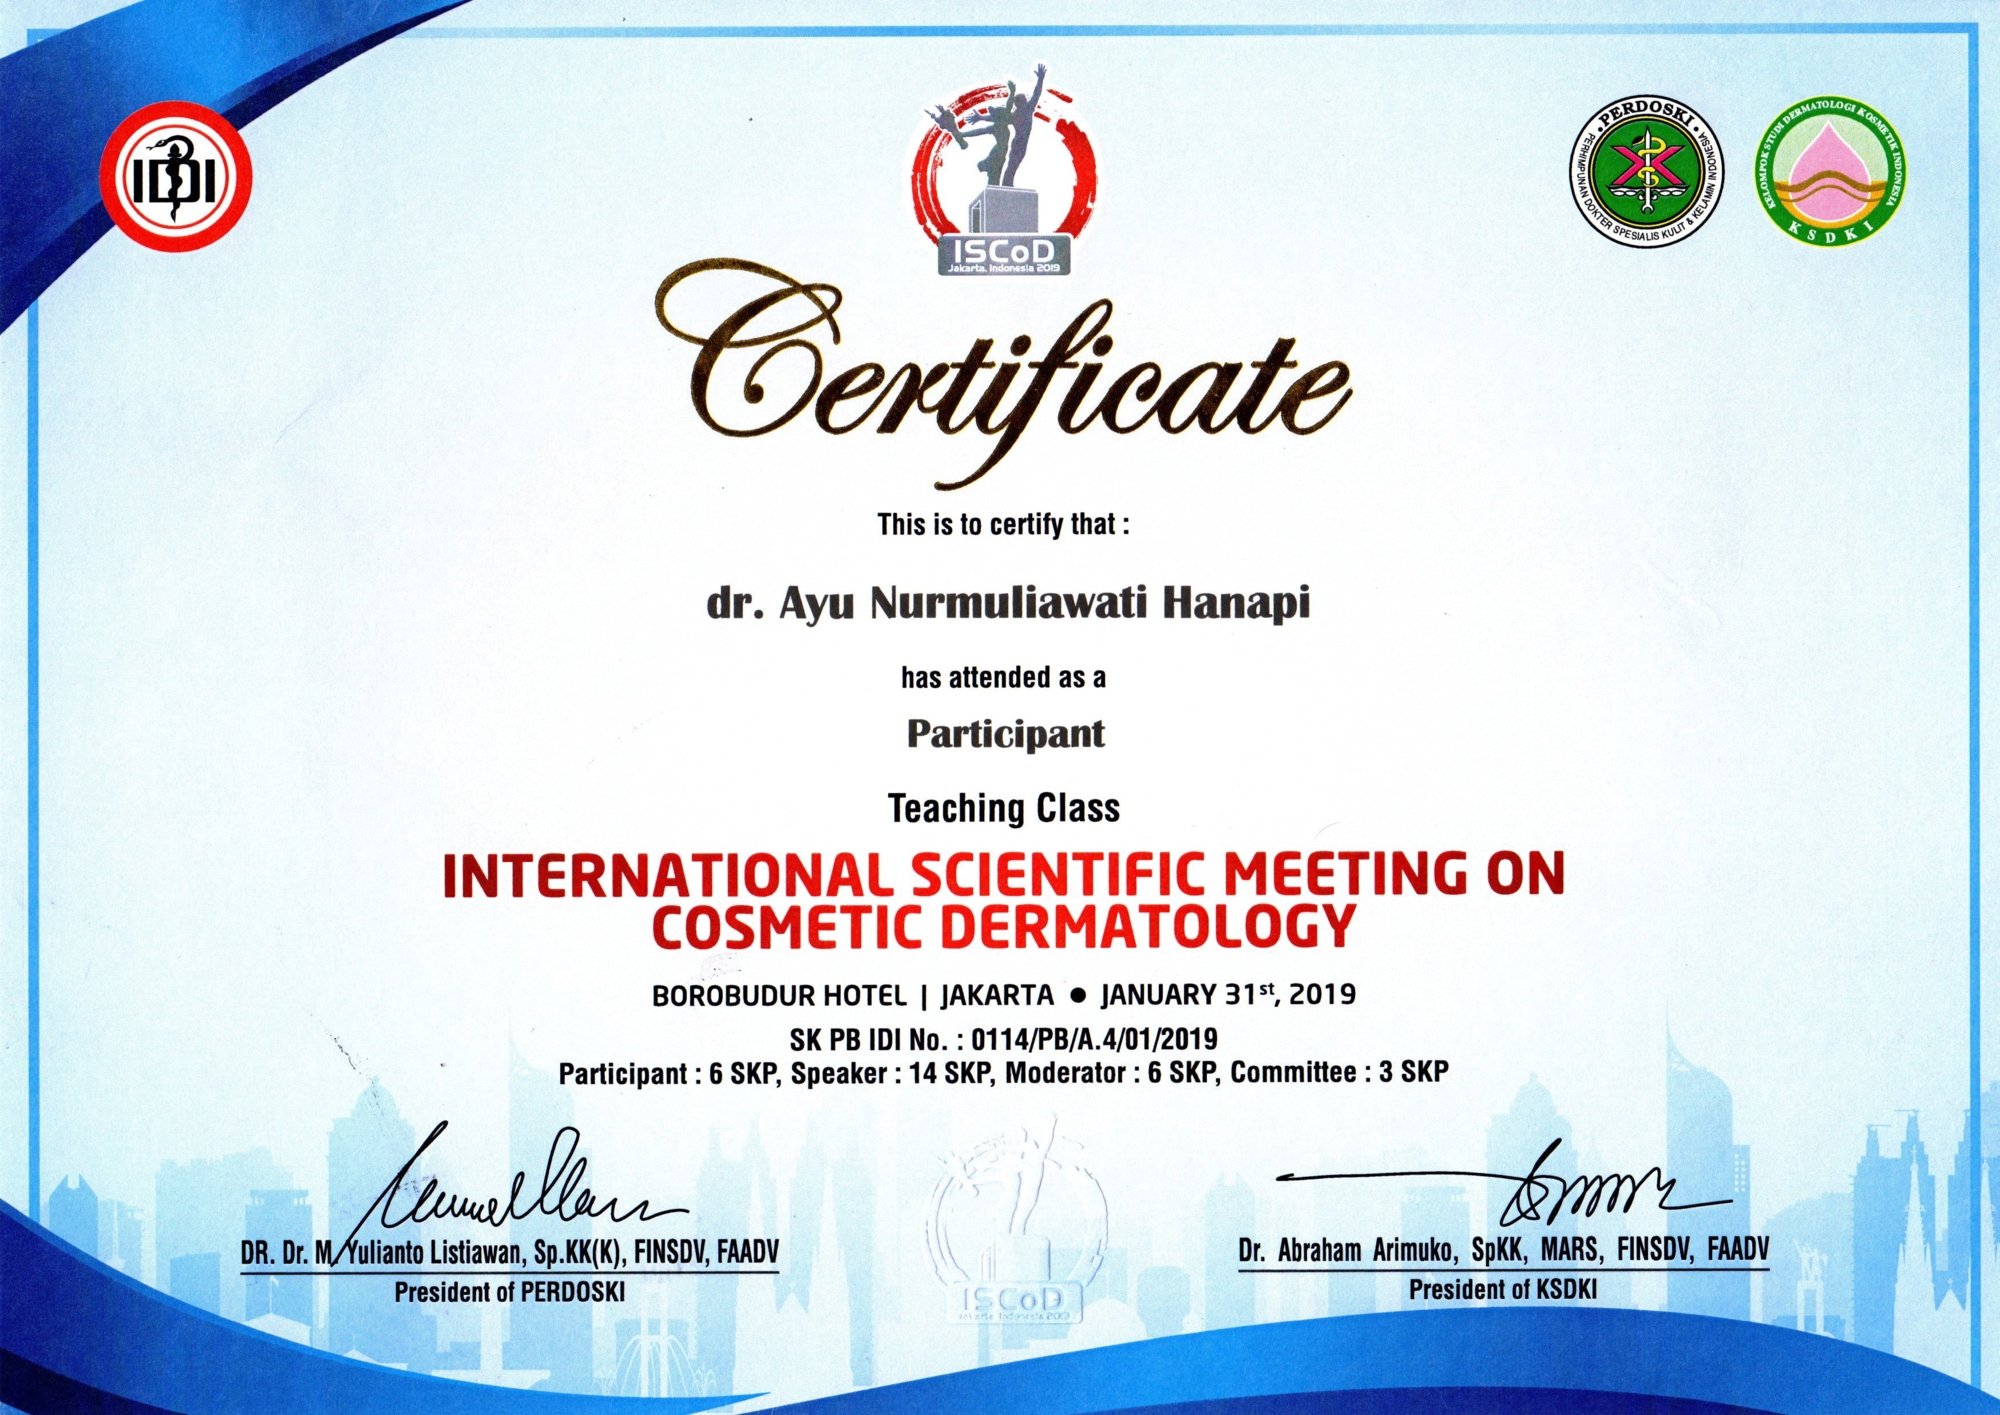 IDI
ISCoD
Jakarta, Indonesia 2019
PERDOSKI
PERHIMPUNAN DOKTER SPESIALIS KULIT & KELAMIN INDONESIA
KELOMPOK STUDI DERMATOLOGI KOSMETIK INDONESIA
KSDKI
Certificate
This is to certify that :
dr. Ayu Nurmuliawati Hanapi
has attended as a
Participant
Teaching Class
INTERNATIONAL SCIENTIFIC MEETING ON
COSMETIC DERMATOLOGY
BOROBUDUR HOTEL | JAKARTA ● JANUARY 31st, 2019
SK PB IDI No. : 0114/PB/A.4/01/2019
Participant : 6 SKP, Speaker : 14 SKP, Moderator : 6 SKP, Committee : 3 SKP
DR. Dr. M. Yulianto Listiawan, Sp.KK(K), FINSDV, FAADV
President of PERDOSKI
ISCoD
Jakarta, Indonesia 2019
Dr. Abraham Arimuko, SpKK, MARS, FINSDV, FAADV
President of KSDKI